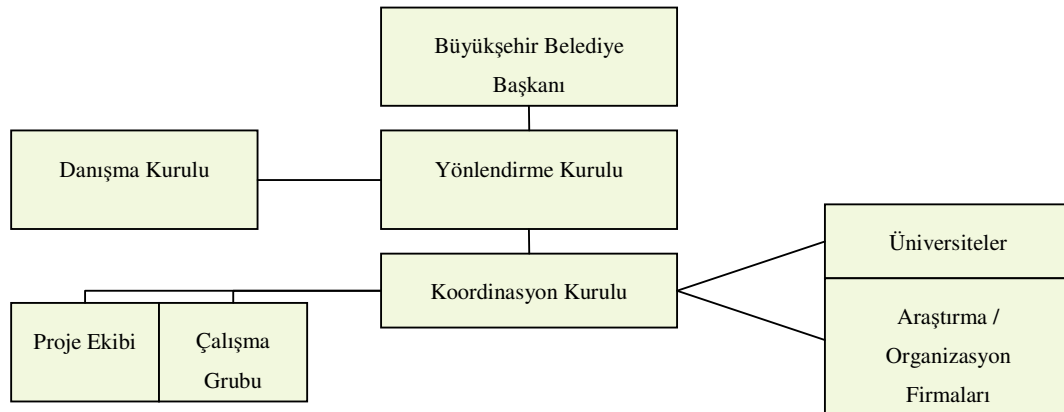 Büyükşehir Belediye
Başkanı
Danışma Kurulu
Yönlendirme Kurulu
Üniversiteler
Koordinasyon Kurulu
Proje Ekibi
Çalışma
Grubu
Araştırma /
Organizasyon
Firmaları